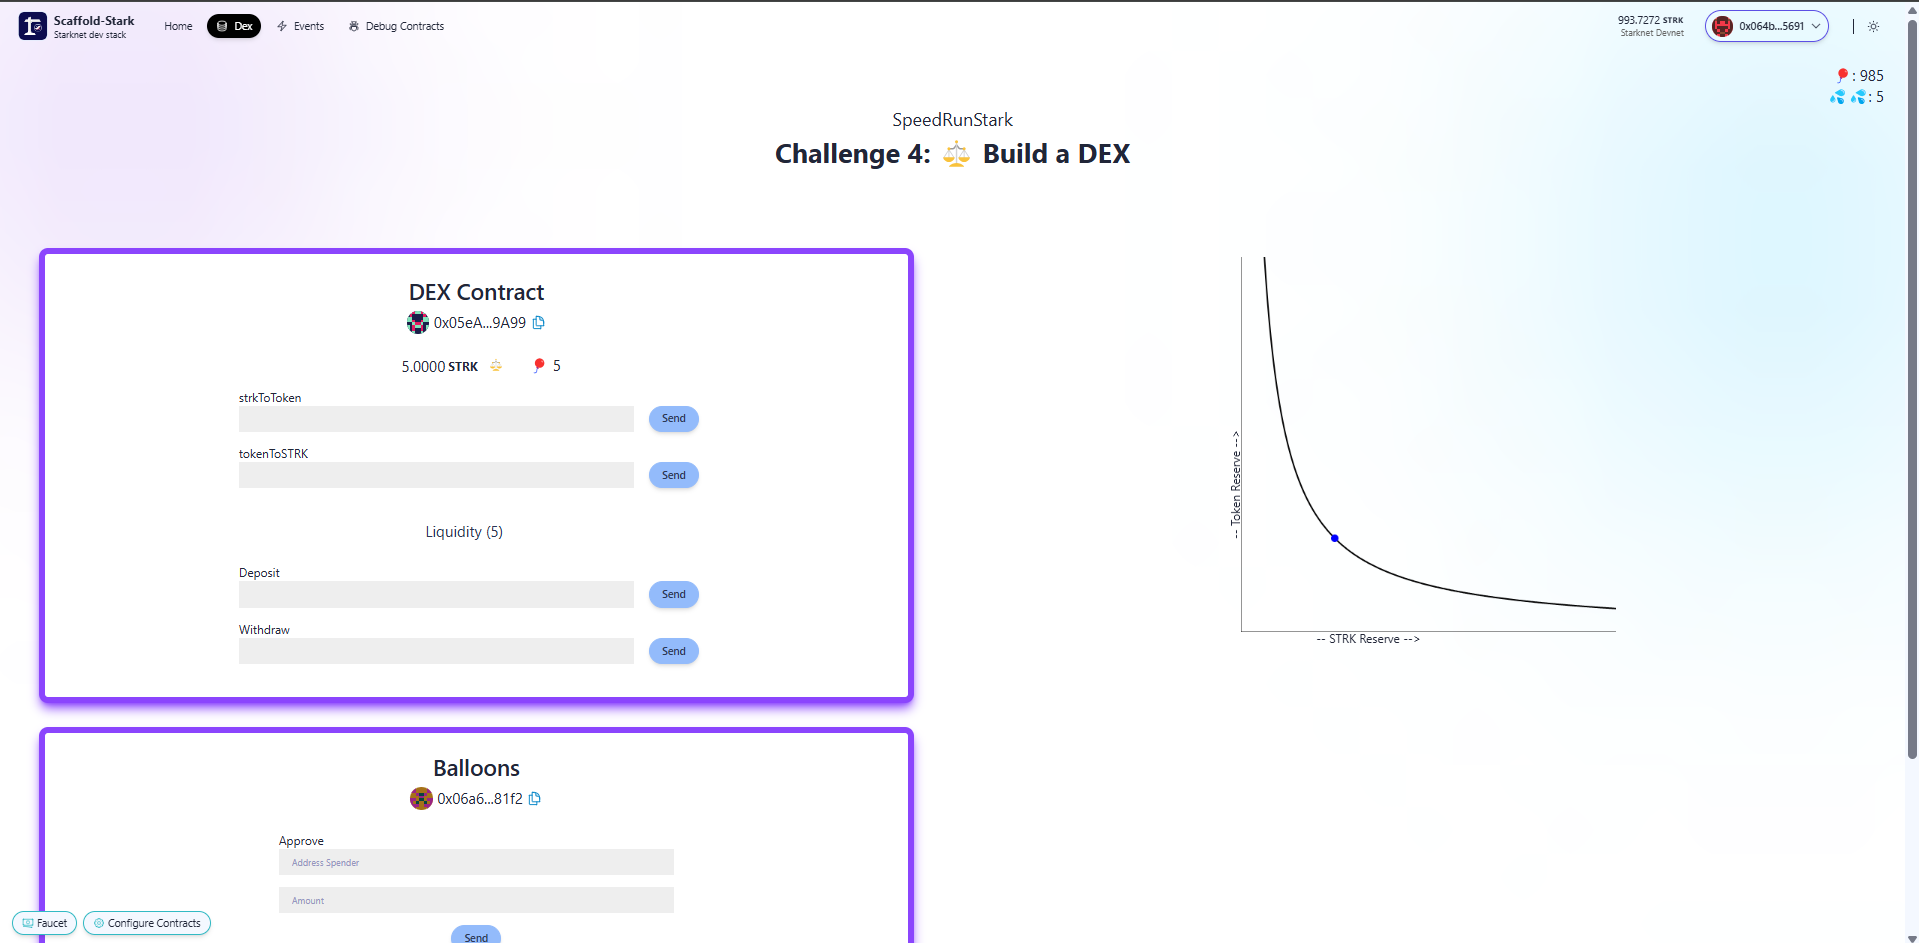 Scaffold-Stark
Starknet dev stack
Home
Dex
Events
Debug Contracts
993.7272 STRK
Starknet Devnet
0x064b...5691
: 985
: 5
SpeedRunStark
Challenge 4: Build a DEX
DEX Contract
0x05eA...9A99
5.0000 STRK
5
strkToToken
Send
tokenToSTRK
Send
Liquidity (5)
Deposit
Send
Withdraw
Send
-- Token Reserve -->
-- STRK Reserve -->
Balloons
0x06a6...81f2
Approve
Address Spender
Amount
Send
Faucet
Configure Contracts